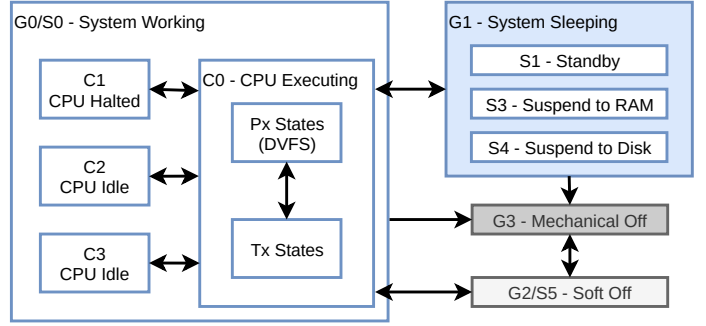 G0/S0 - System Working
C1
CPU Halted
C2
CPU Idle
C3
CPU Idle
C0 - CPU Executing
Px States
(DVFS)
Tx States
G1 - System Sleeping
S1 - Standby
S3 - Suspend to RAM
S4 - Suspend to Disk
G3 - Mechanical Off
G2/S5 - Soft Off